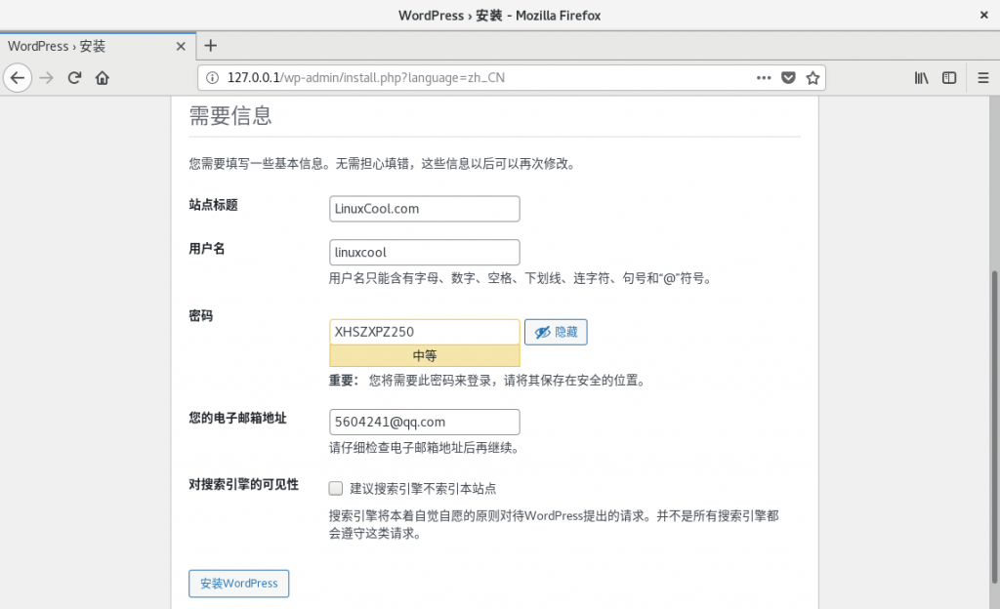 WordPress › 安装 - Mozilla Firefox
WordPress › 安装
127.0.0.1/wp-admin/install.php?language=zh_CN
需要信息
您需要填写一些基本信息。无需担心填错，这些信息以后可以再次修改。
站点标题
LinuxCool.com
用户名
linuxcool
用户名只能含有字母、数字、空格、下划线、连字符、句号和“@”符号。
密码
XHSZXPZ250
隐藏
中等
重要： 您将需要此密码来登录，请将其保存在安全的位置。
您的电子邮箱地址
5604241@qq.com
请仔细检查电子邮箱地址后再继续。
对搜索引擎的可见性
建议搜索引擎不索引本站点
搜索引擎将本着自觉自愿的原则对待WordPress提出的请求。并不是所有搜索引擎都
会遵守这类请求。
安装WordPress